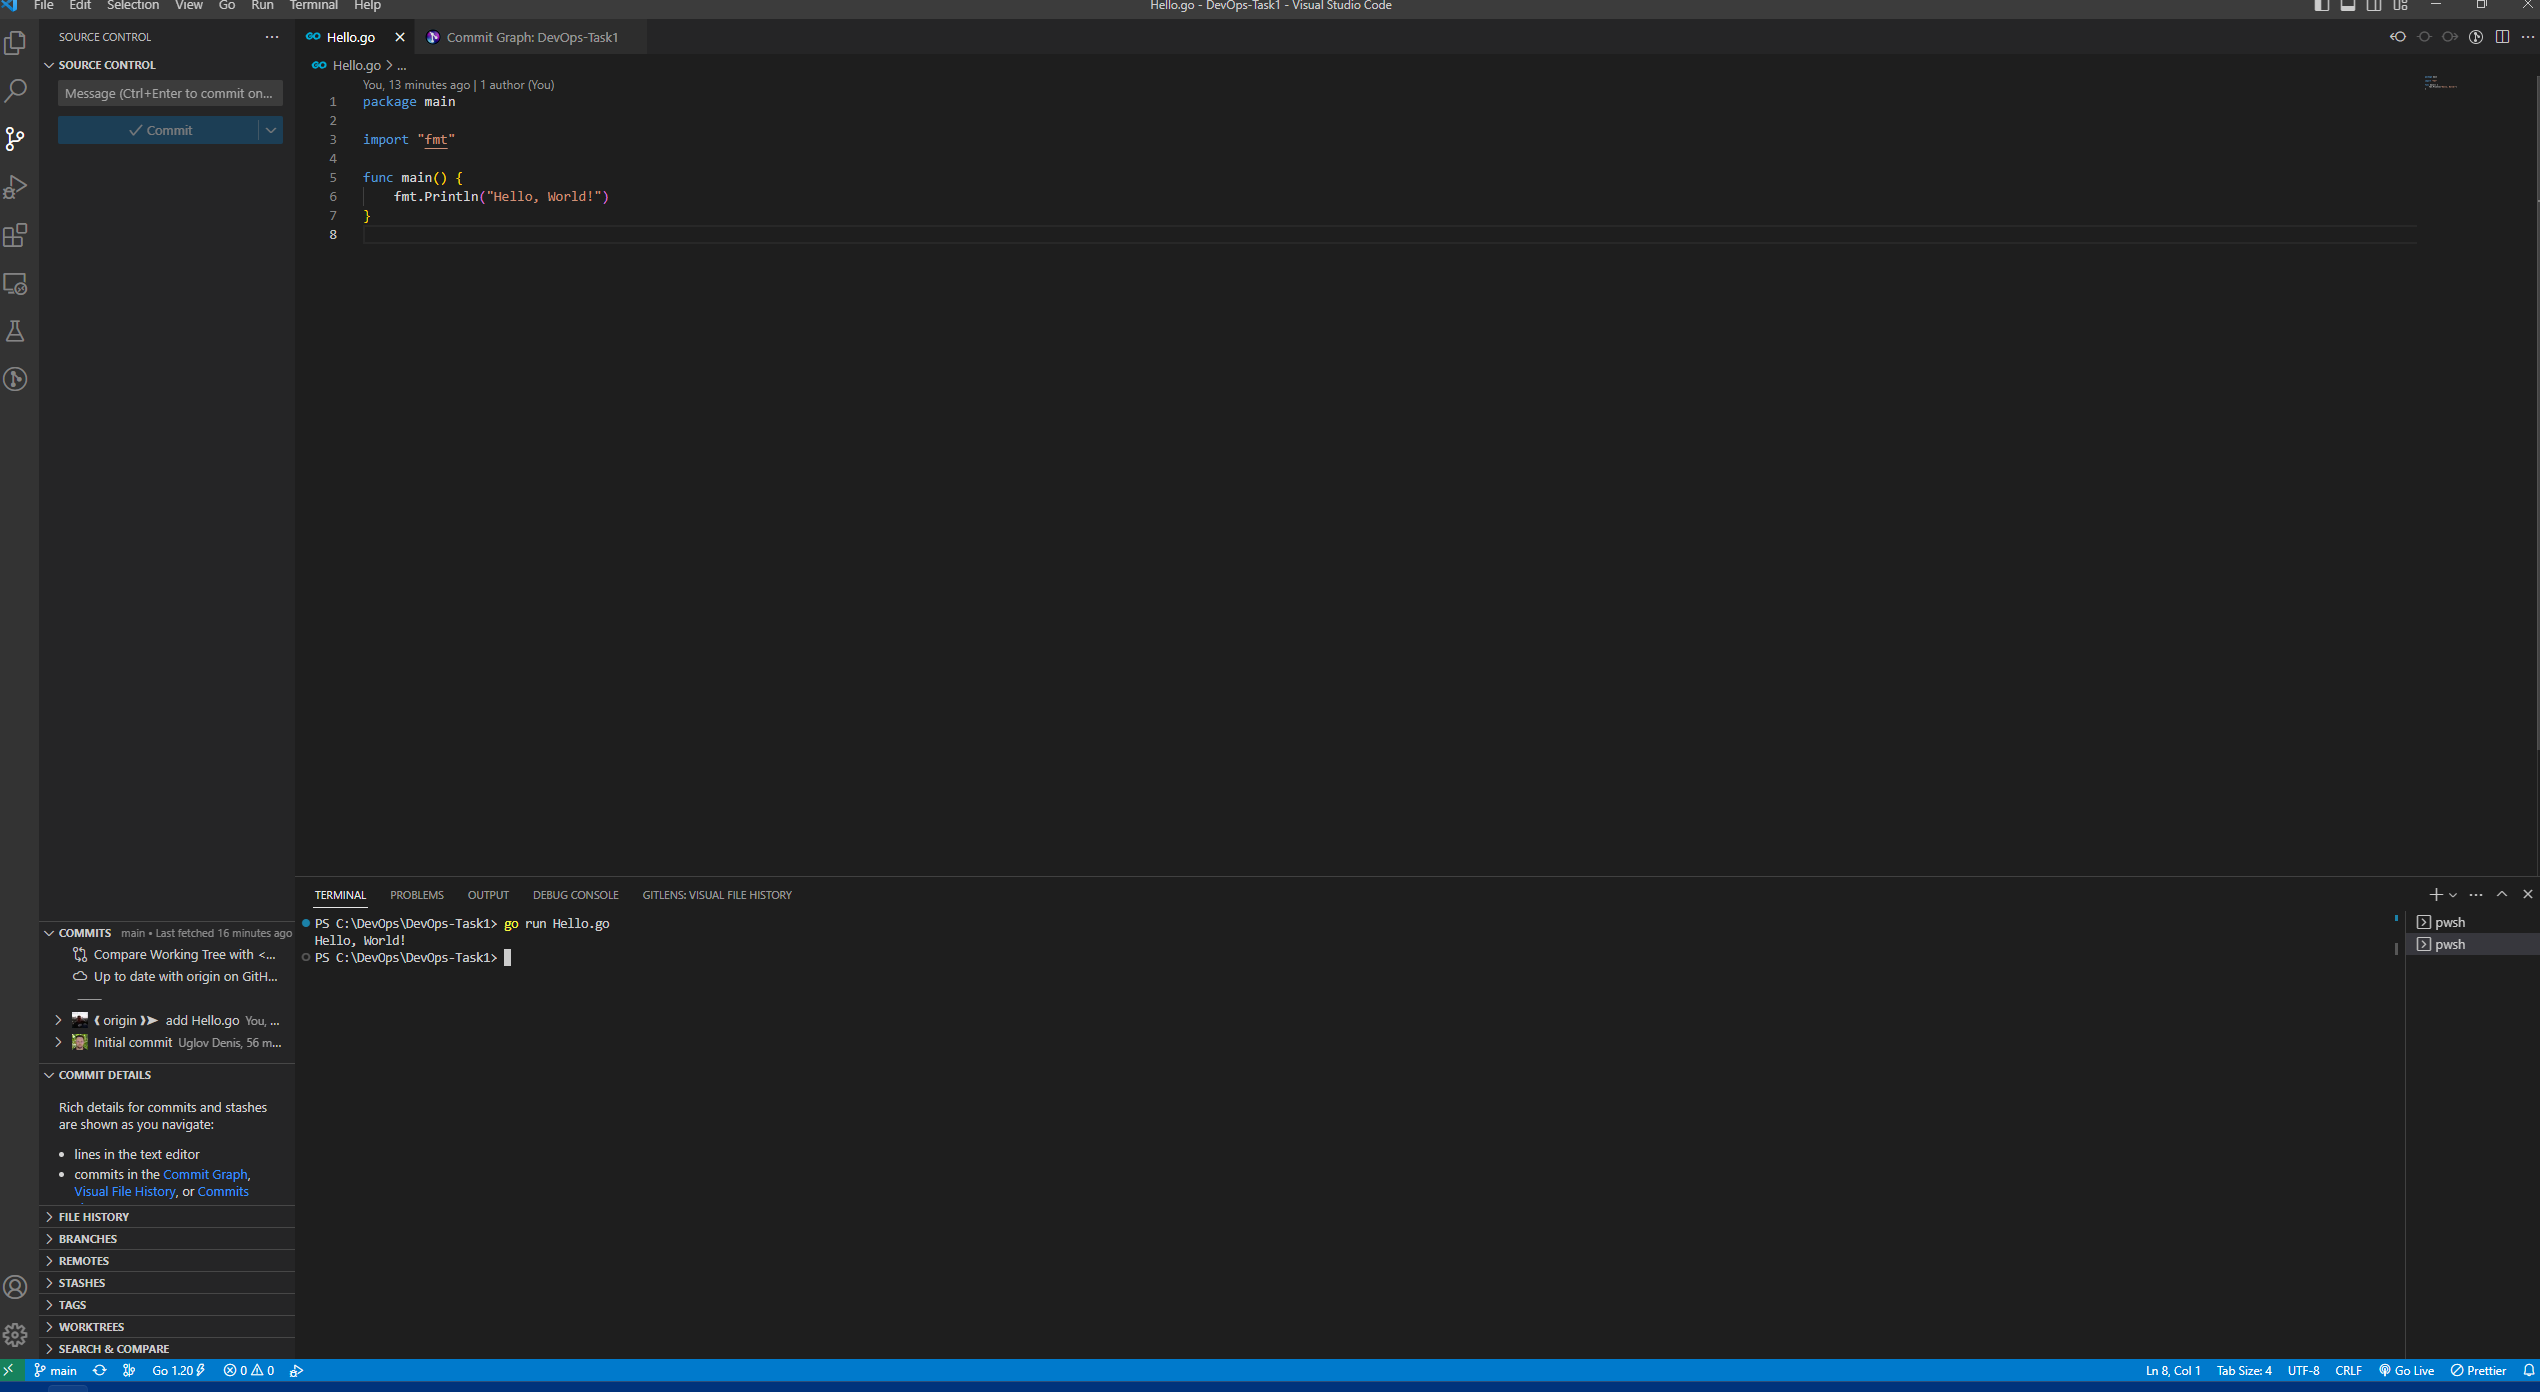 File Edit Selection View Go Run Terminal Help
Hello.go - DevOps-Task1 - Visual Studio Code
SOURCE CONTROL
SOURCE CONTROL
Message (Ctrl+Enter to commit on...
Commit
Hello.go
Commit Graph: DevOps-Task1
Hello.go > ...
You, 13 minutes ago | 1 author (You)
1 package main
2
3 import "fmt"
4
5 func main() {
6 fmt.Println("Hello, World!")
7 }
8
TERMINAL PROBLEMS OUTPUT DEBUG CONSOLE GITLENS: VISUAL FILE HISTORY
PS C:\DevOps\DevOps-Task1> go run Hello.go
Hello, World!
PS C:\DevOps\DevOps-Task1>
pwsh
pwsh
COMMITS main • Last fetched 16 minutes ago
Compare Working Tree with <...
Up to date with origin on GitH...
origin add Hello.go You, ...
Initial commit Uglov Denis, 56 m...
COMMIT DETAILS
Rich details for commits and stashes
are shown as you navigate:
• lines in the text editor
• commits in the Commit Graph,
Visual File History, or Commits
FILE HISTORY
BRANCHES
REMOTES
STASHES
TAGS
WORKTREES
SEARCH & COMPARE
main Go 1.20 0 0
Ln 8, Col 1 Tab Size: 4 UTF-8 CRLF Go Live Prettier